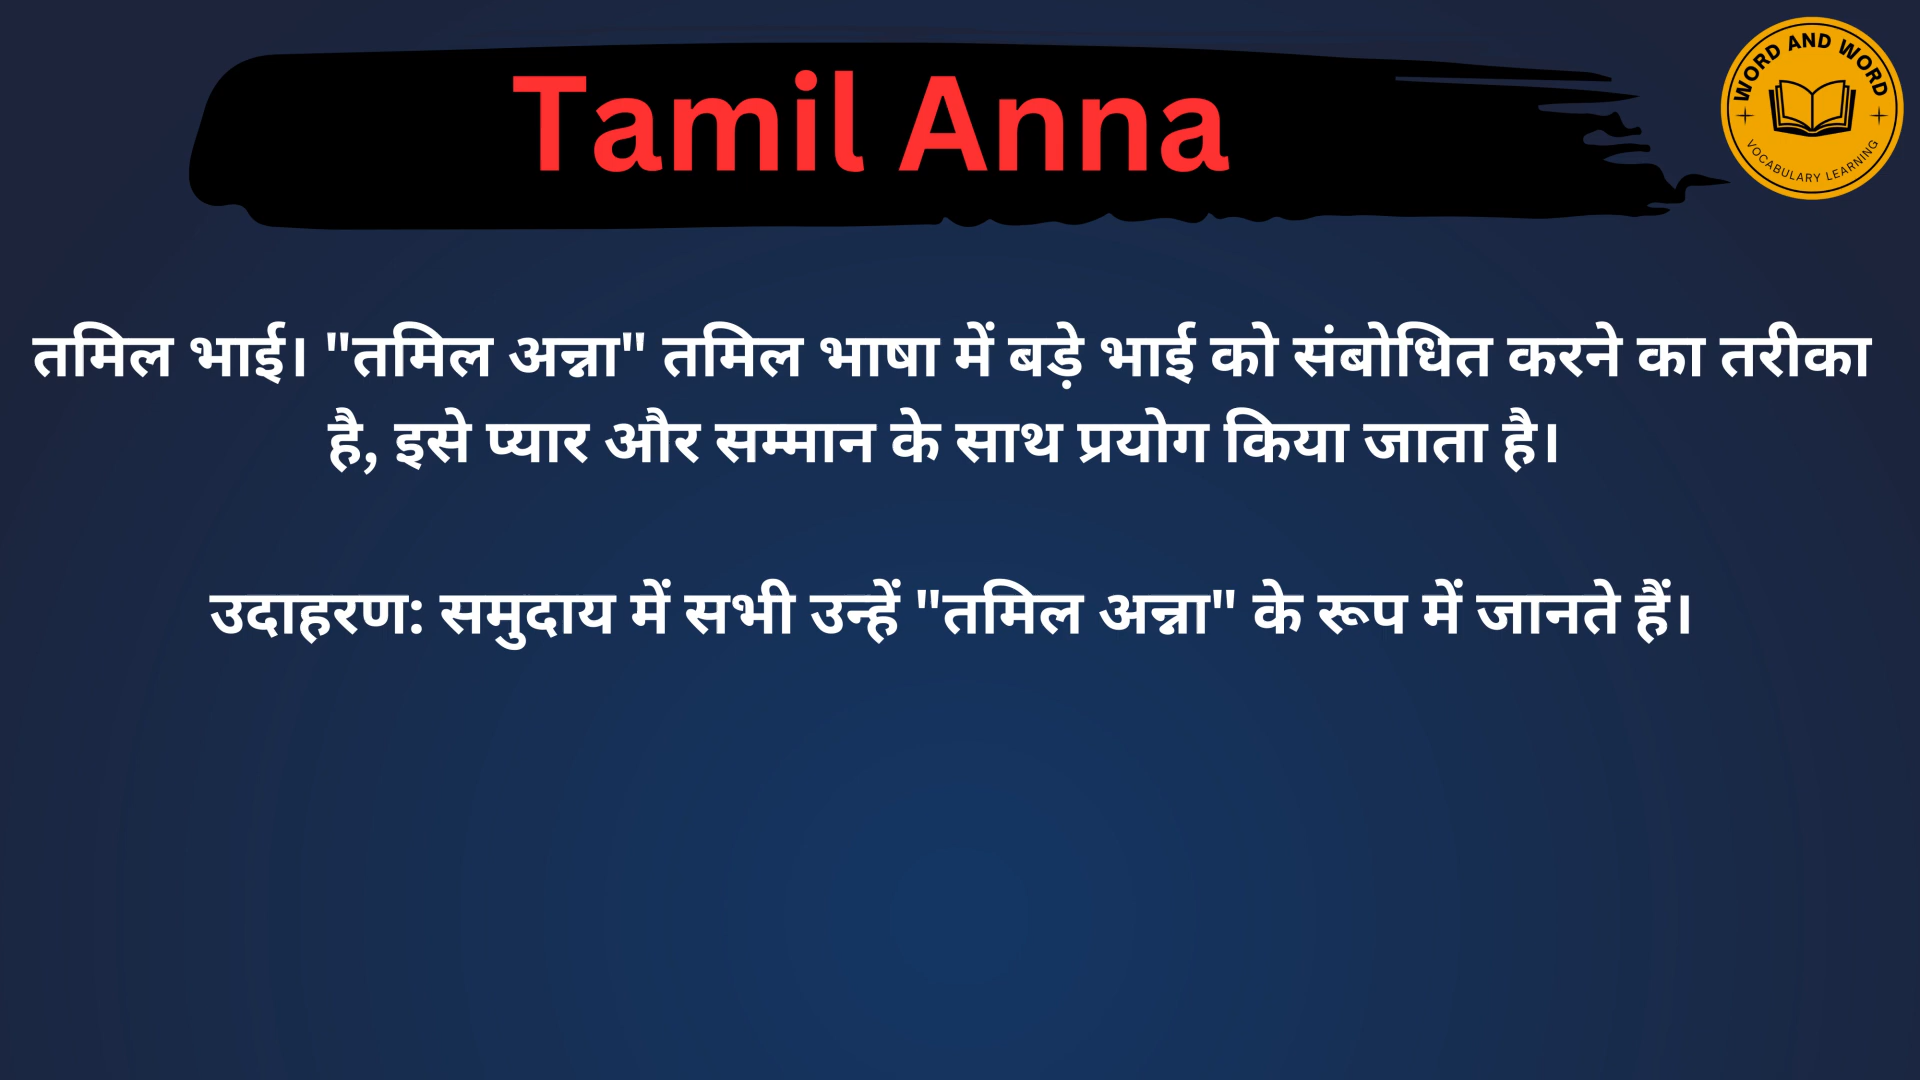 Tamil Anna
WORD AND WORD
VOCABULARY LEARNING
तमिल भाई। "तमिल अन्ना" तमिल भाषा में बड़े भाई को संबोधित करने का तरीका
है, इसे प्यार और सम्मान के साथ प्रयोग किया जाता है।
उदाहरण: समुदाय में सभी उन्हें "तमिल अन्ना" के रूप में जानते हैं।